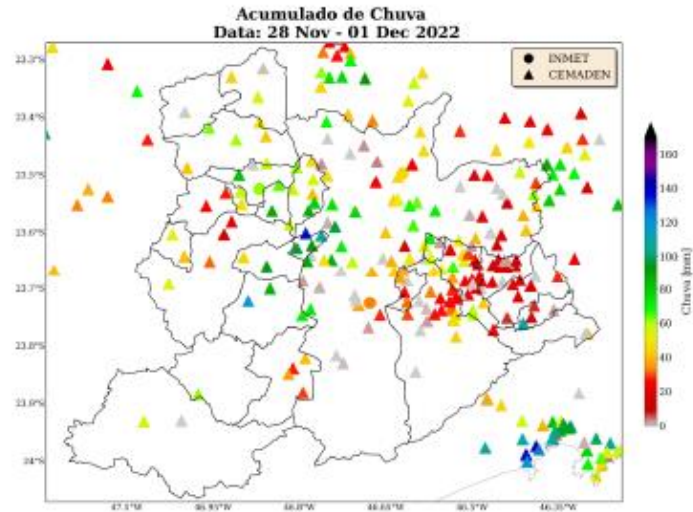 Acumulado de Chuva
Data: 28 Nov - 01 Dec 2022
INMET
CEMADEN
23.3°S
23.4°S
23.5°S
23.6°S
23.7°S
23.8°S
23.9°S
24°S
47.1°W
46.95°W
46.8°W
46.65°W
46.5°W
46.35°W
160
140
120
100
80
60
40
20
0
Chuva [mm]